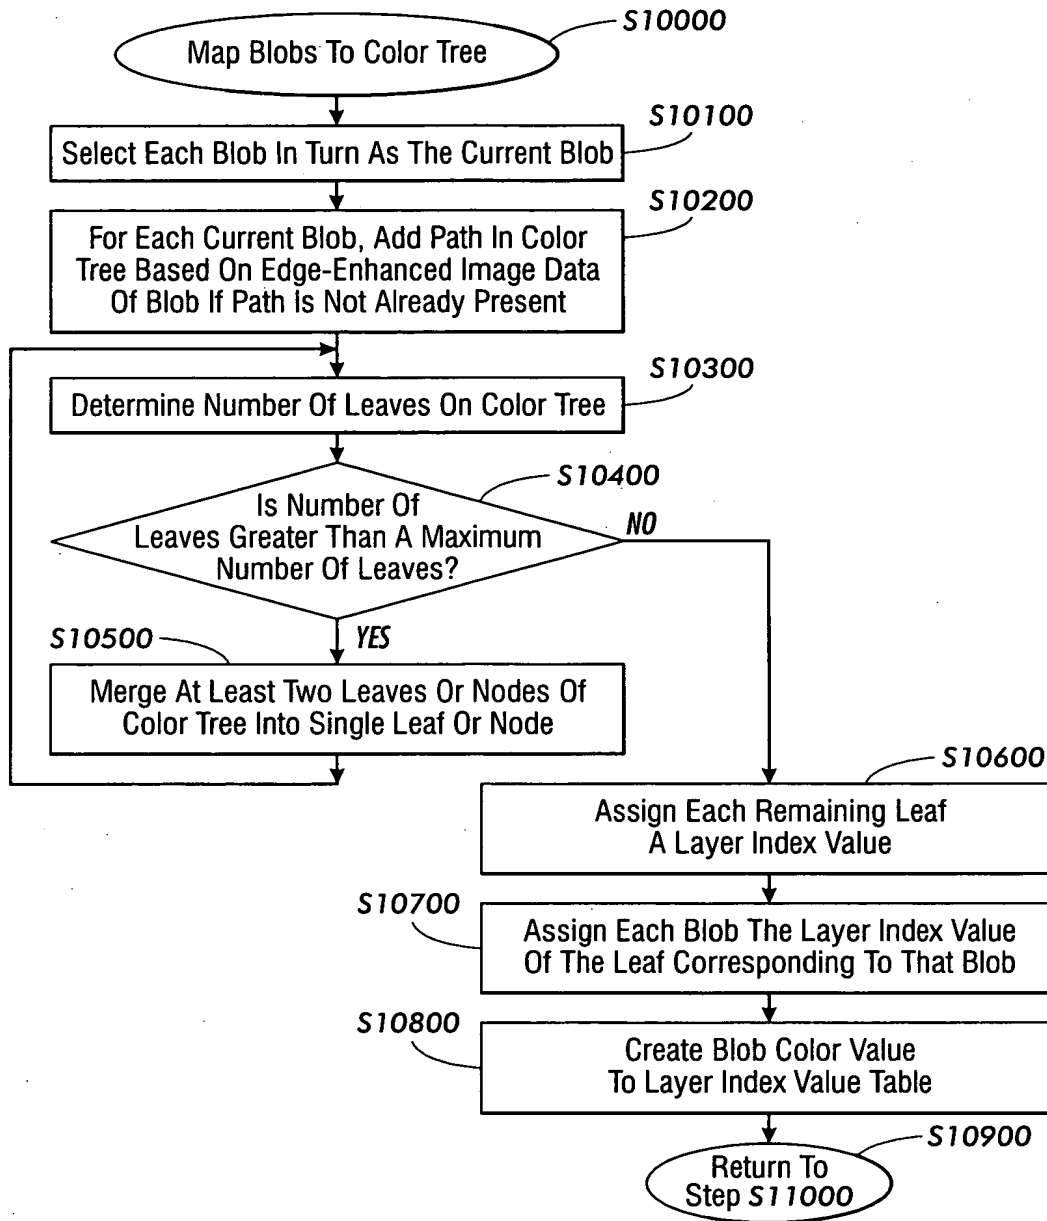 S10000
Map Blobs To Color Tree
S10100
Select Each Blob In Turn As The Current Blob
S10200
For Each Current Blob, Add Path In Color
Tree Based On Edge-Enhanced Image Data
Of Blob If Path Is Not Already Present
S10300
Determine Number Of Leaves On Color Tree
S10400
Is Number Of
Leaves Greater Than A Maximum
Number Of Leaves?
NO
YES
S10500
Merge At Least Two Leaves Or Nodes Of
Color Tree Into Single Leaf Or Node
S10600
Assign Each Remaining Leaf
A Layer Index Value
S10700
Assign Each Blob The Layer Index Value
Of The Leaf Corresponding To That Blob
S10800
Create Blob Color Value
To Layer Index Value Table
S10900
Return To
Step S11000